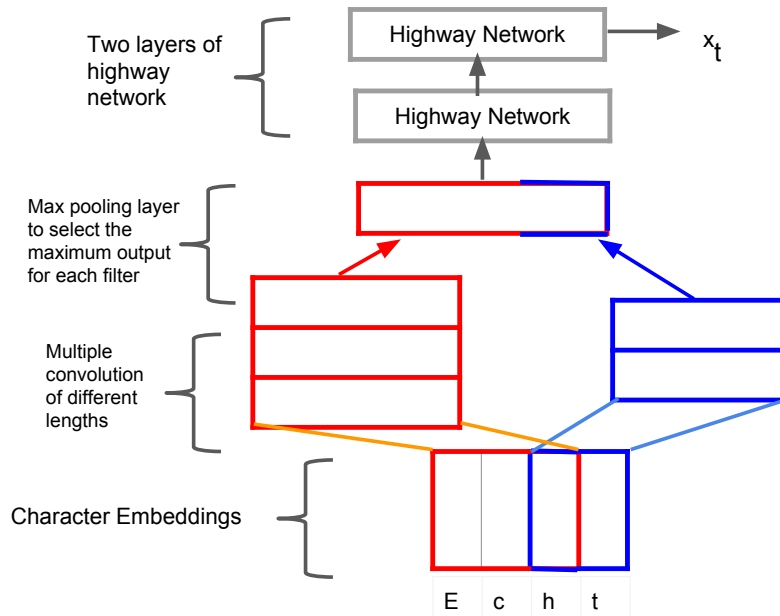 Two layers of
highway
network
Highway Network
x
t
Highway Network
Max pooling layer
to select the
maximum output
for each filter
Multiple
convolution
of different
lengths
Character Embeddings
E c h t